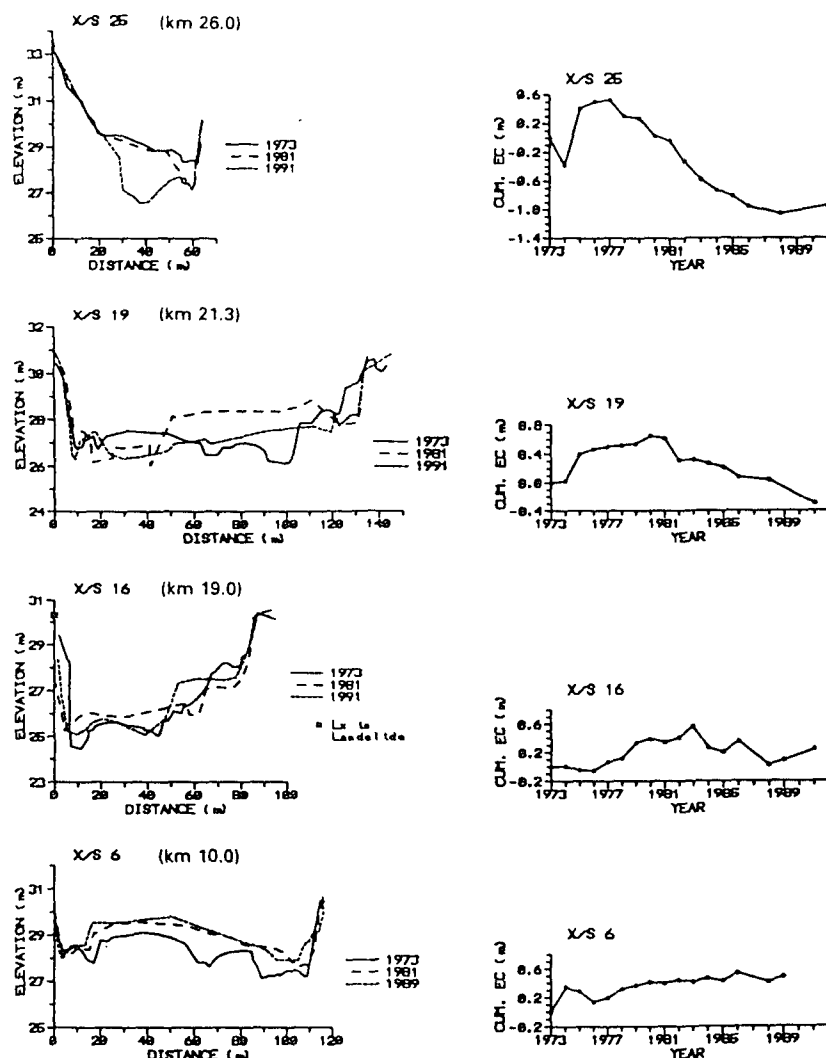 X/S 25 (km 26.0)
ELEVATION (m)
33
31
29
27
25
0 20 40 60
DISTANCE (m)
1973
1981
1991
X/S 25
CUM. EC (m)
0.6
0.2
-0.2
-0.6
-1.0
-1.4
1973 1977 1981 1985 1989
YEAR
X/S 19 (km 21.3)
ELEVATION (m)
32
30
28
26
24
0 20 40 60 80 100 120 140
DISTANCE (m)
1973
1981
1991
X/S 19
CUM. EC (m)
0.8
0.4
0.0
-0.4
1973 1977 1981 1985 1989
YEAR
X/S 16 (km 19.0)
ELEVATION (m)
31
29
27
25
23
0 20 40 60 80 100
DISTANCE (m)
1973
1981
1991
Landslide
X/S 16
CUM. EC (m)
0.6
0.2
-0.2
1973 1977 1981 1985 1989
YEAR
X/S 6 (km 10.0)
ELEVATION (m)
31
29
27
25
0 20 40 60 80 100 120
DISTANCE (m)
1973
1981
1989
X/S 6
CUM. EC (m)
0.6
0.2
-0.2
1973 1977 1981 1985 1989
YEAR